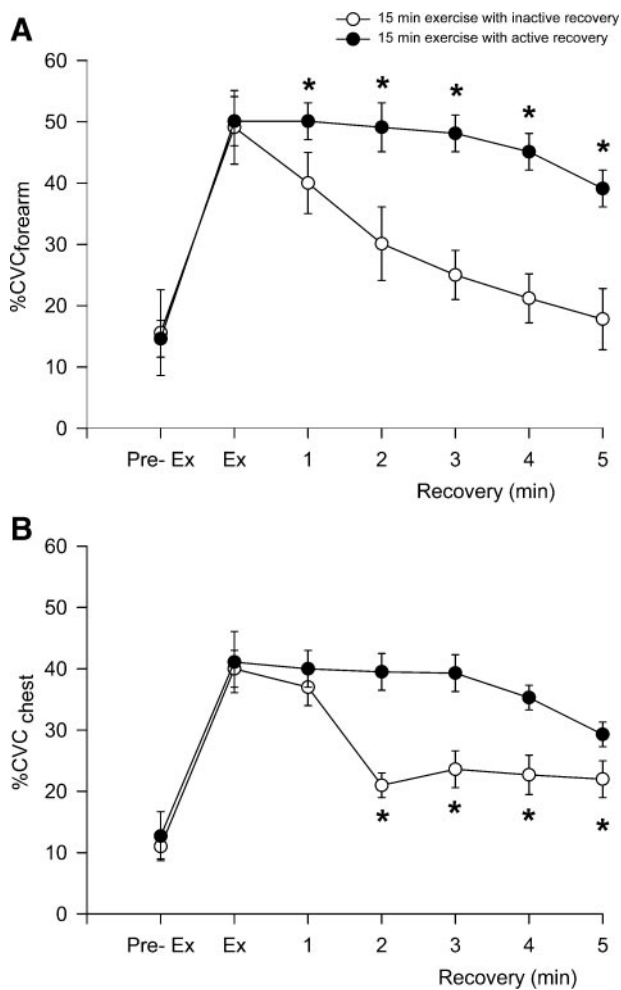 15 min exercise with inactive recovery
15 min exercise with active recovery
A
60
50
40
30
20
10
0
%CVCforearm
* * * * *
Pre- Ex Ex 1 2 3 4 5
Recovery (min)
B
60
50
40
30
20
10
0
%CVC chest
* * * *
Pre- Ex Ex 1 2 3 4 5
Recovery (min)